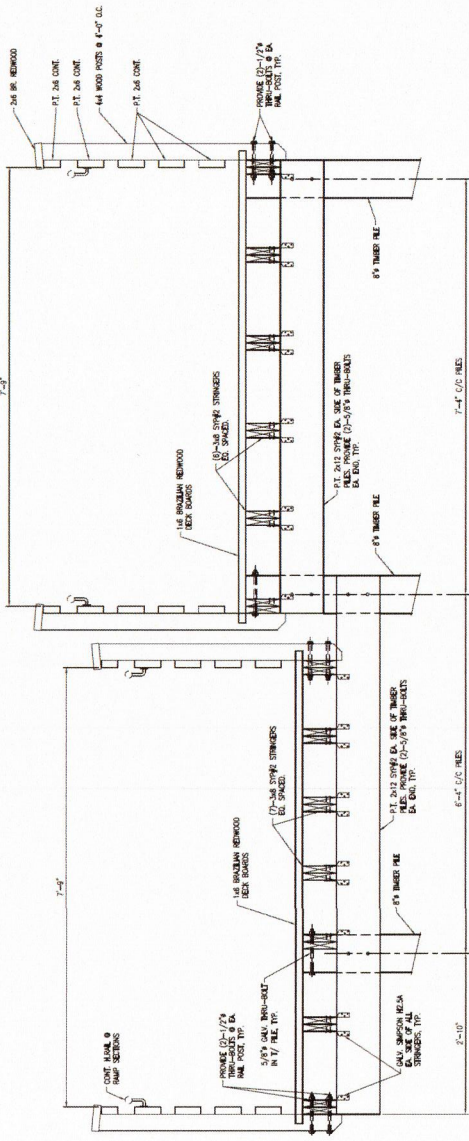 2x6 BR. REDWOOD
P.T. 2x6 CONT.
P.T. 2x6 CONT.
4x4 WOOD POSTS @ 4'-0" O.C.
P.T. 2x6 CONT.
PROVIDE (2)-1/2"ø
THRU-BOLTS @ EA.
RAIL POST, TYP.
7'-9"
1x6 BRAZILIAN REDWOOD
DECK BOARDS
(6)-3x8 SYP#2 STRINGERS
EQ. SPACED.
P.T. 2x12 SYP#2 EA. SIDE OF TIMBER
PILES. PROVIDE (2)-5/8"ø THRU-BOLTS
EA. END, TYP.
8"ø TIMBER PILE
8"ø TIMBER PILE
7'-4" C/C PILES
7'-9"
CONT. H.RAIL @
RAMP SECTIONS
PROVIDE (2)-1/2"ø
THRU-BOLTS @ EA.
RAIL POST, TYP.
5/8"ø GALV. THRU-BOLT
IN T/ PILE, TYP.
1x6 BRAZILIAN REDWOOD
DECK BOARDS
(7)-3x8 SYP#2 STRINGERS
EQ. SPACED.
GALV. SIMPSON H2.5A
EA. SIDE OF ALL
STRINGERS, TYP.
P.T. 2x12 SYP#2 EA. SIDE OF TIMBER
PILES. PROVIDE (2)-5/8"ø THRU-BOLTS
EA. END, TYP.
8"ø TIMBER PILE
2'-10"
6'-4" C/C PILES